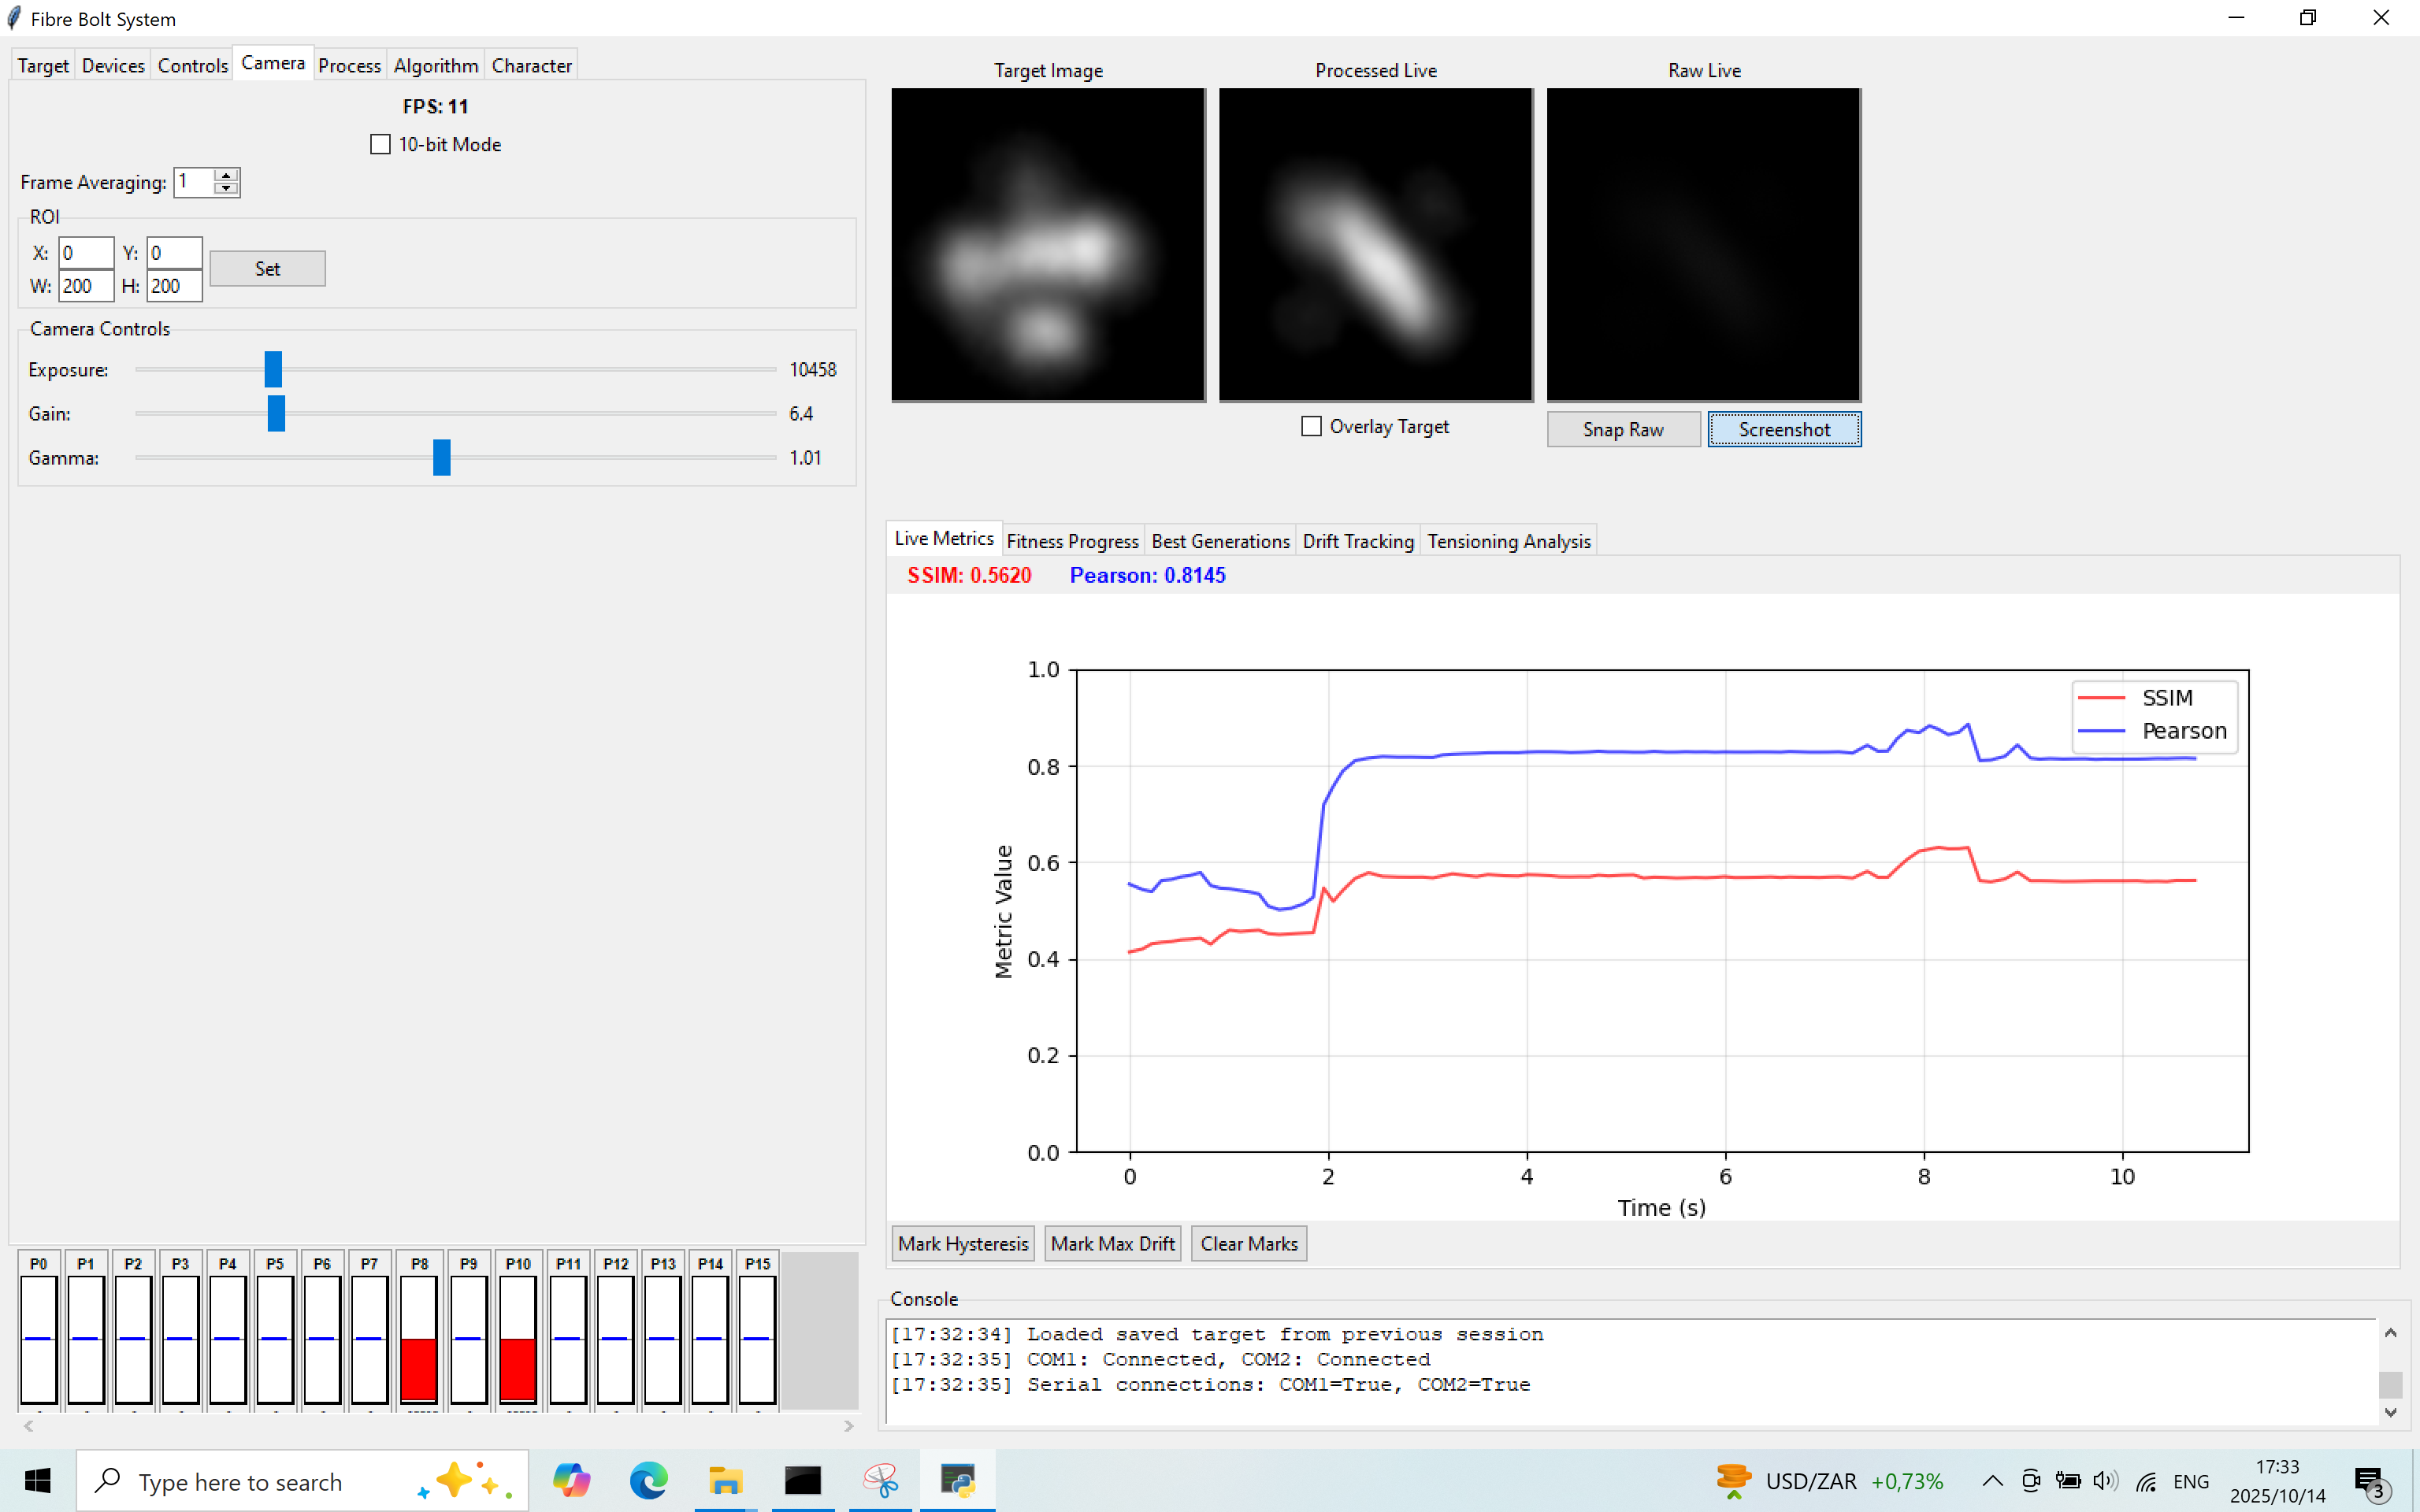 Fibre Bolt System
Target Devices Controls Camera Process Algorithm Character
FPS: 11
10-bit Mode
Frame Averaging: 1
ROI
X: 0 Y: 0
W: 200 H: 200
Set
Camera Controls
Exposure: 10458
Gain: 6.4
Gamma: 1.01
P0 P1 P2 P3 P4 P5 P6 P7 P8 P9 P10 P11 P12 P13 P14 P15
Target Image Processed Live Raw Live
Overlay Target
Snap Raw Screenshot
Live Metrics Fitness Progress Best Generations Drift Tracking Tensioning Analysis
SSIM: 0.5620 Pearson: 0.8145
SSIM
Pearson
1.0
0.8
0.6
0.4
0.2
0.0
Metric Value
0 2 4 6 8 10
Time (s)
Mark Hysteresis Mark Max Drift Clear Marks
Console
[17:32:34] Loaded saved target from previous session
[17:32:35] COM1: Connected, COM2: Connected
[17:32:35] Serial connections: COM1=True, COM2=True
Type here to search
USD/ZAR +0,73%
ENG
17:33
2025/10/14
3